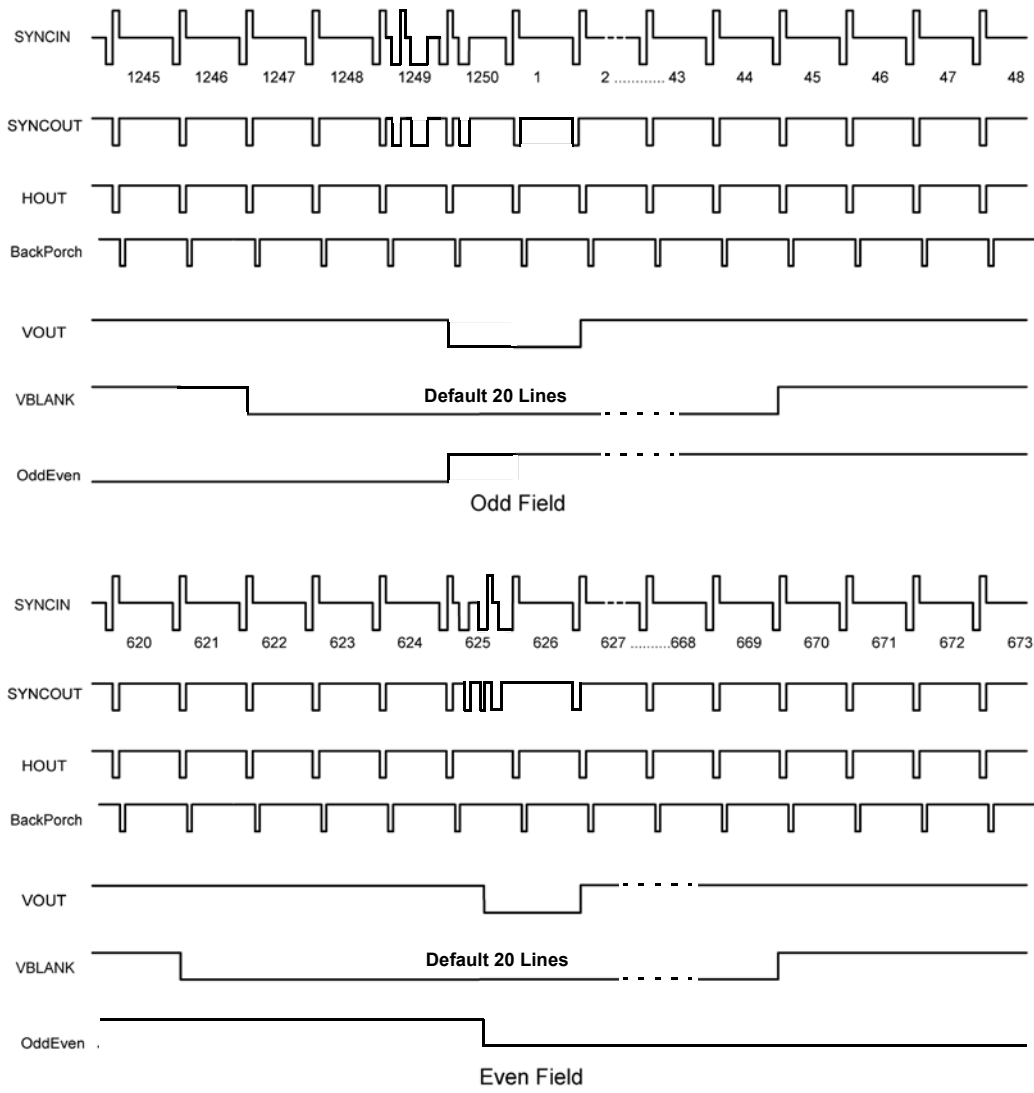 SYNCIN
1245 1246 1247 1248 1249 1250 1 2 ............. 43 44 45 46 47 48
SYNCOUT
HOUT
BackPorch
VOUT
VBLANK Default 20 Lines
OddEven
Odd Field
SYNCIN
620 621 622 623 624 625 626 627 ..........668 669 670 671 672 673
SYNCOUT
HOUT
BackPorch
VOUT
VBLANK Default 20 Lines
OddEven
Even Field